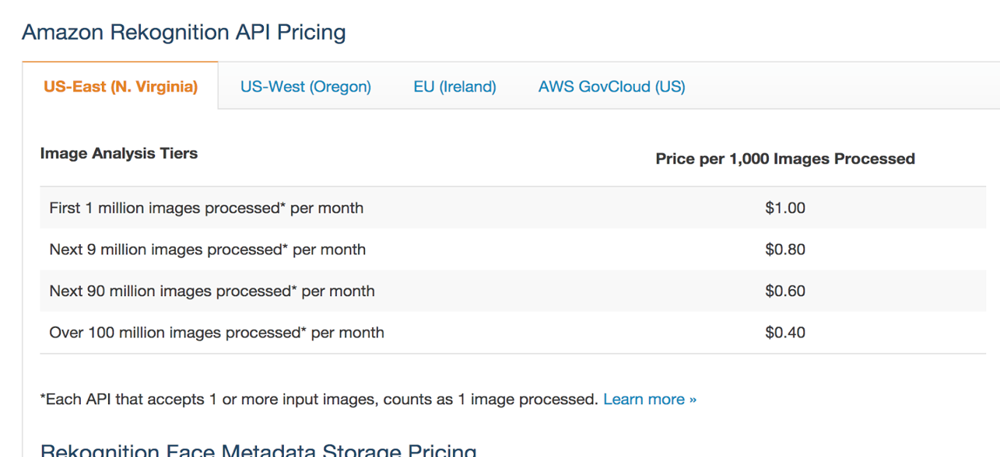 Amazon Rekognition API Pricing
US-East (N. Virginia) US-West (Oregon) EU (Ireland) AWS GovCloud (US)
Image Analysis Tiers Price per 1,000 Images Processed
First 1 million images processed* per month $1.00
Next 9 million images processed* per month $0.80
Next 90 million images processed* per month $0.60
Over 100 million images processed* per month $0.40
*Each API that accepts 1 or more input images, counts as 1 image processed. Learn more »
Rekognition Face Metadata Storage Pricing